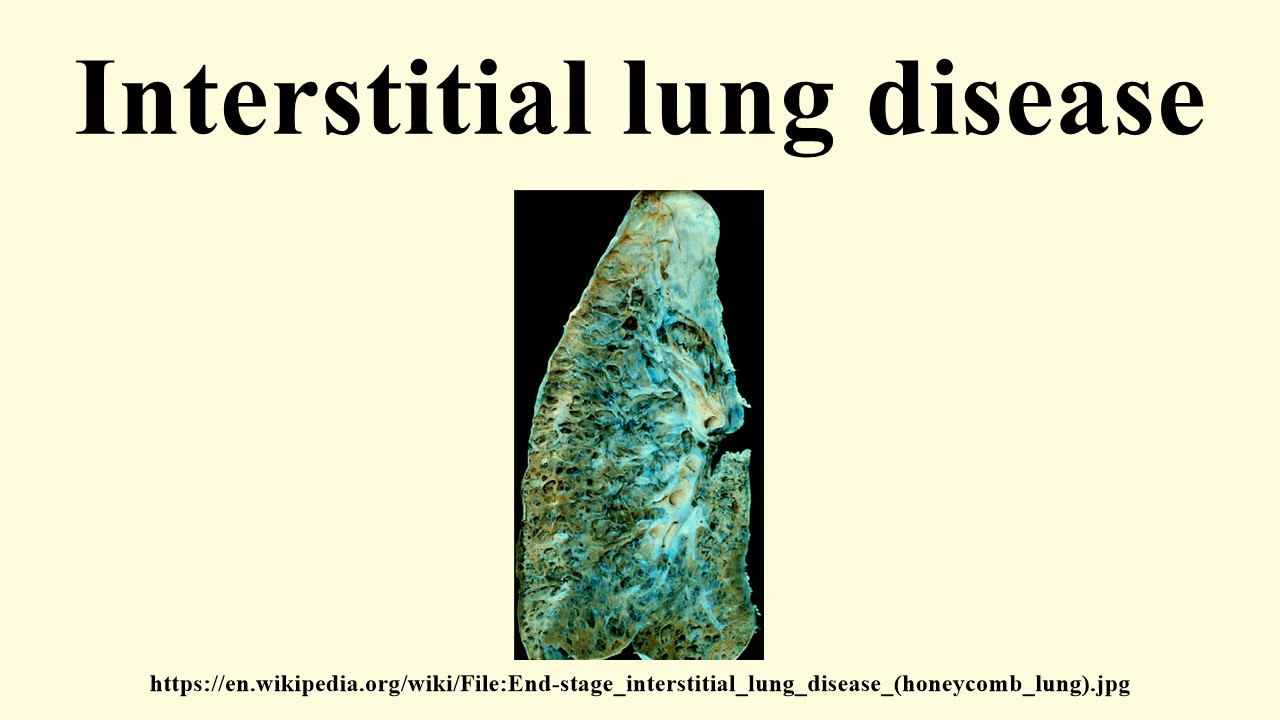 Interstitial lung disease
https://en.wikipedia.org/wiki/File:End-stage_interstitial_lung_disease_(honeycomb_lung).jpg